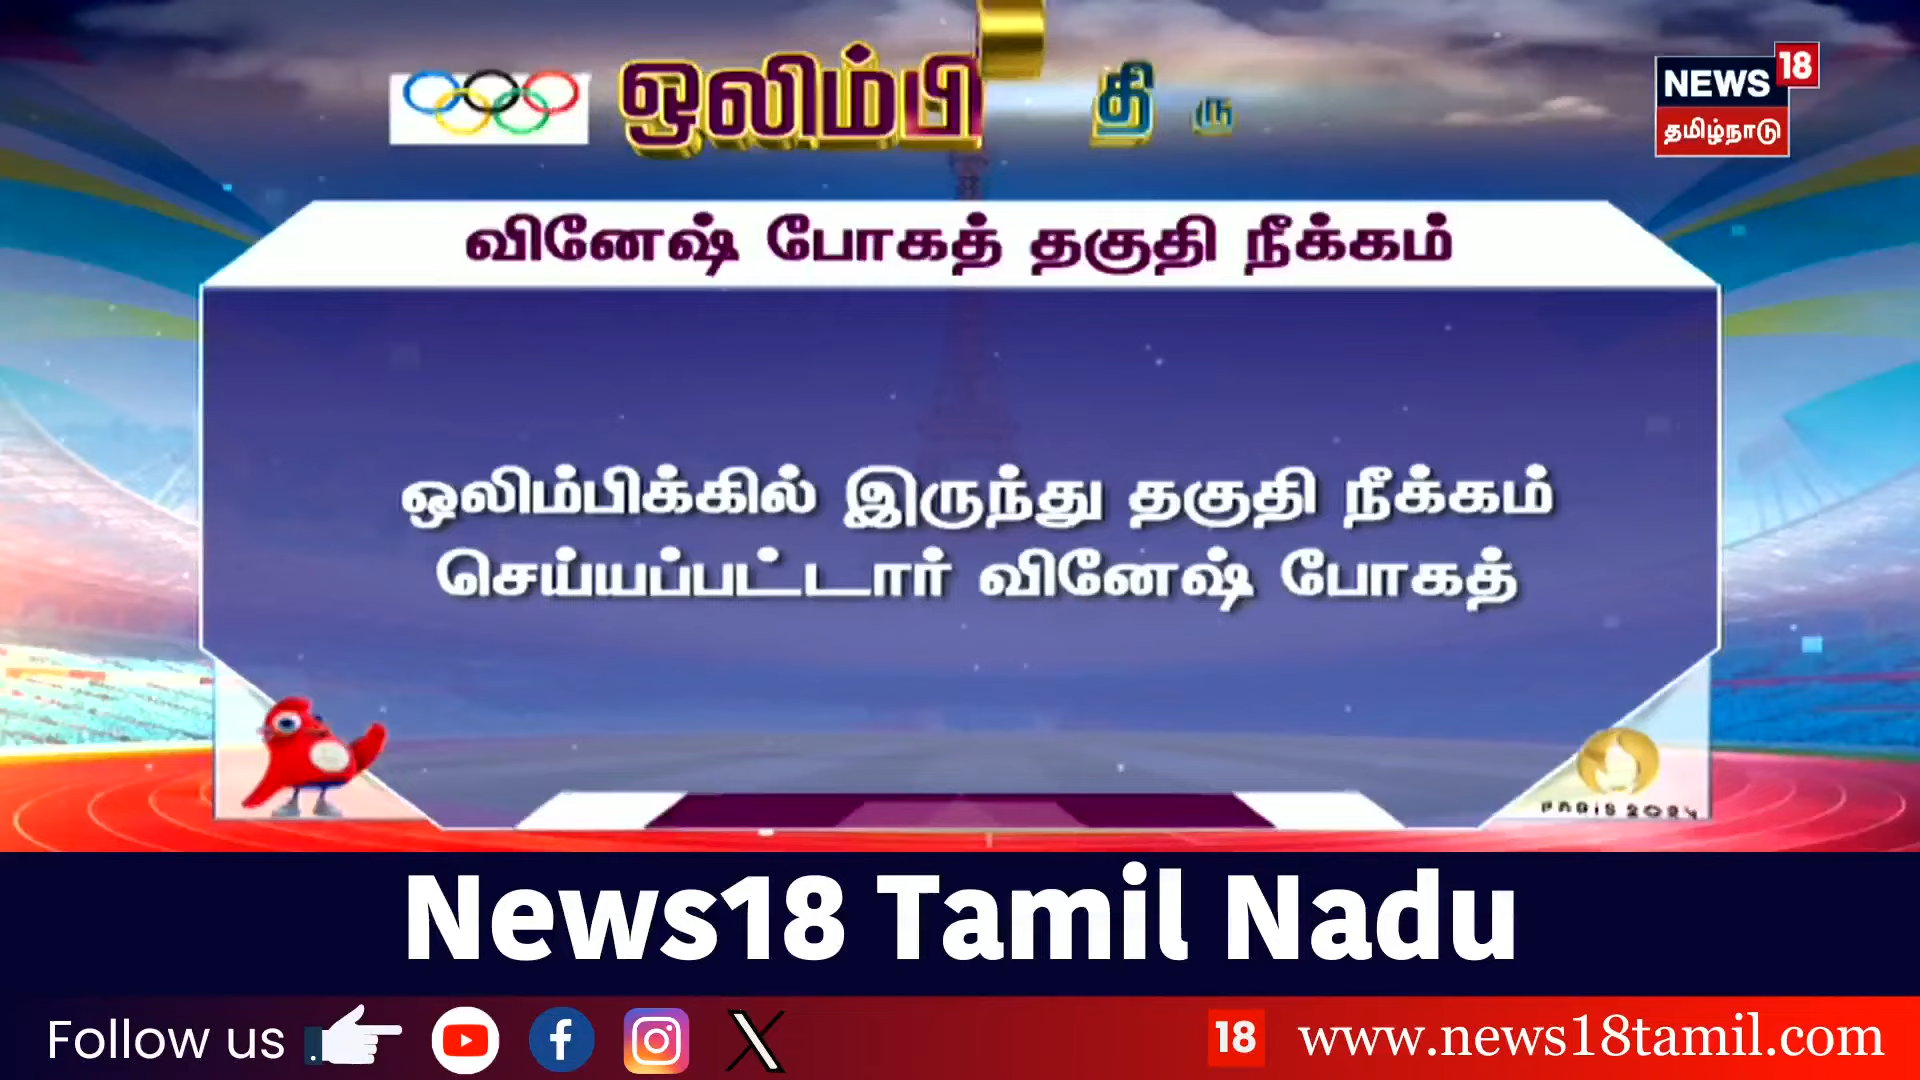 ஒலிம்பி தி ரு
NEWS 18
தமிழ்நாடு
வினேஷ் போகத் தகுதி நீக்கம்
ஒலிம்பிக்கில் இருந்து தகுதி நீக்கம்
செய்யப்பட்டார் வினேஷ் போகத்
PARIS 2024
News18 Tamil Nadu
Follow us
18 www.news18tamil.com